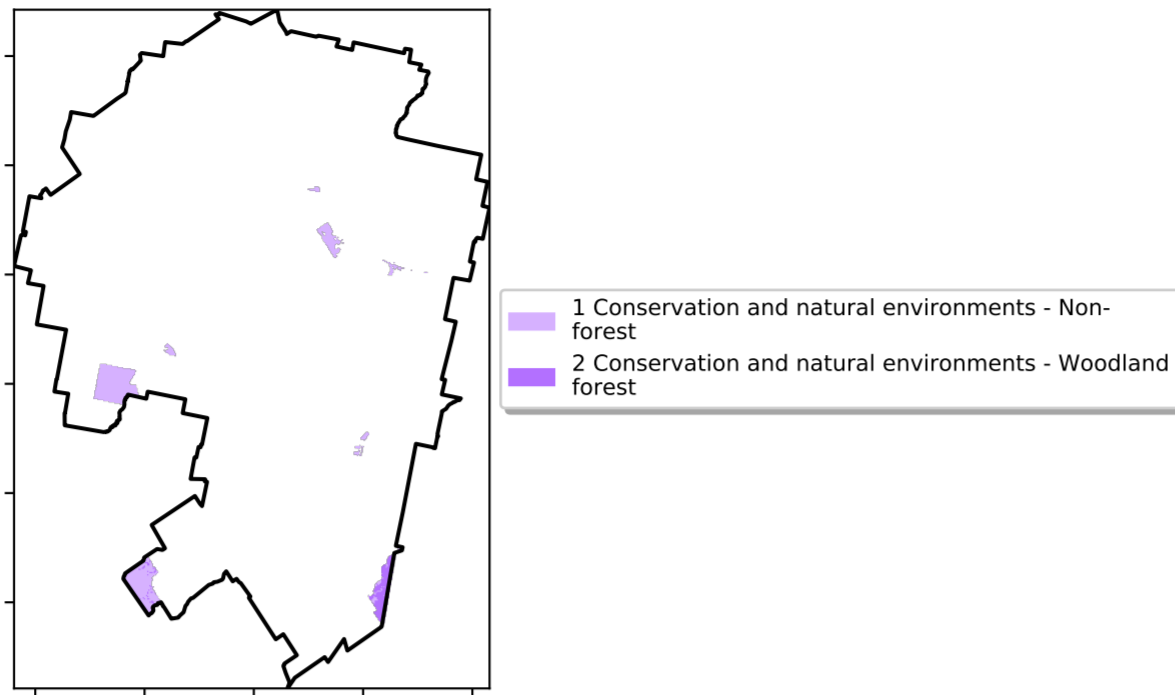 1 Conservation and natural environments - Non-
forest
2 Conservation and natural environments - Woodland
forest